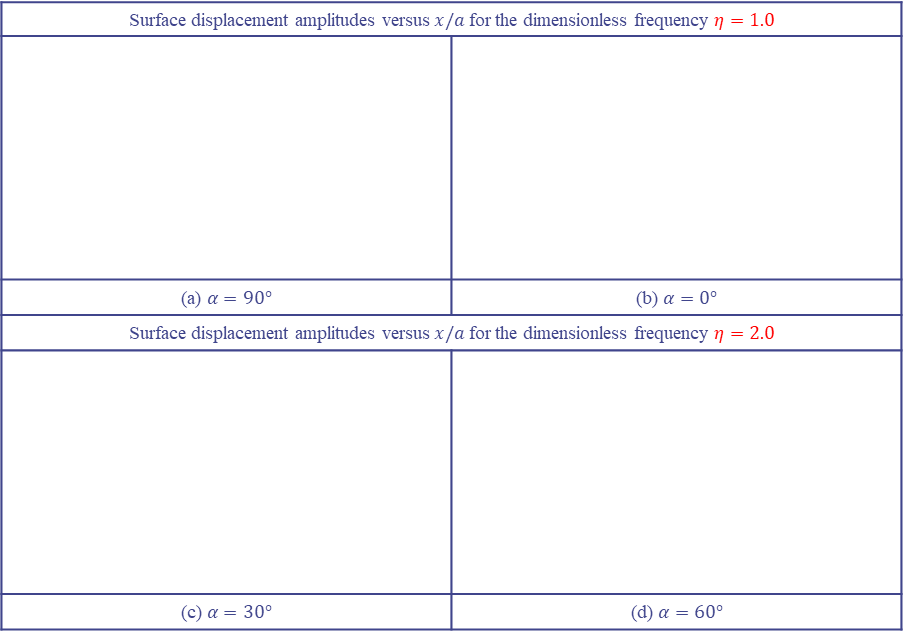 Surface displacement amplitudes versus x/a for the dimensionless frequency η = 1.0
(a) α = 90°
(b) α = 0°
Surface displacement amplitudes versus x/a for the dimensionless frequency η = 2.0
(c) α = 30°
(d) α = 60°